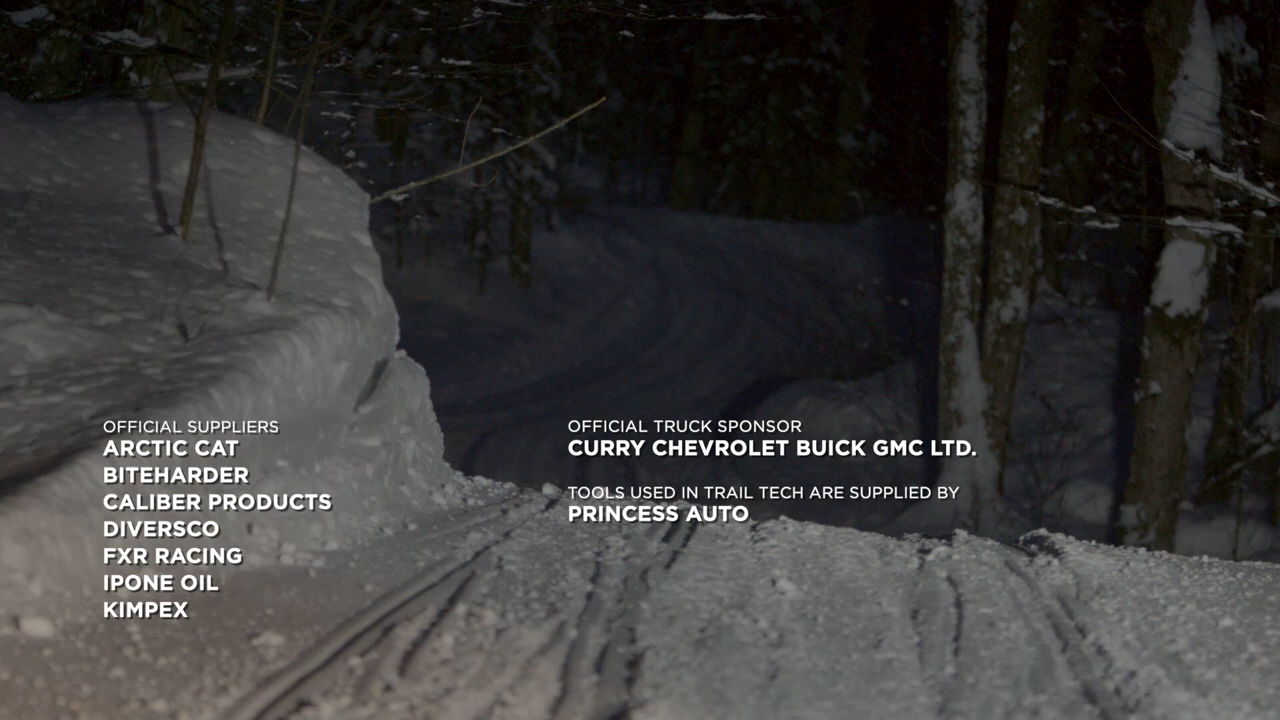 OFFICIAL SUPPLIERS
ARCTIC CAT
BITEHARDER
CALIBER PRODUCTS
DIVERSCO
FXR RACING
IPONE OIL
KIMPEX
OFFICIAL TRUCK SPONSOR
CURRY CHEVROLET BUICK GMC LTD.
TOOLS USED IN TRAIL TECH ARE SUPPLIED BY
PRINCESS AUTO